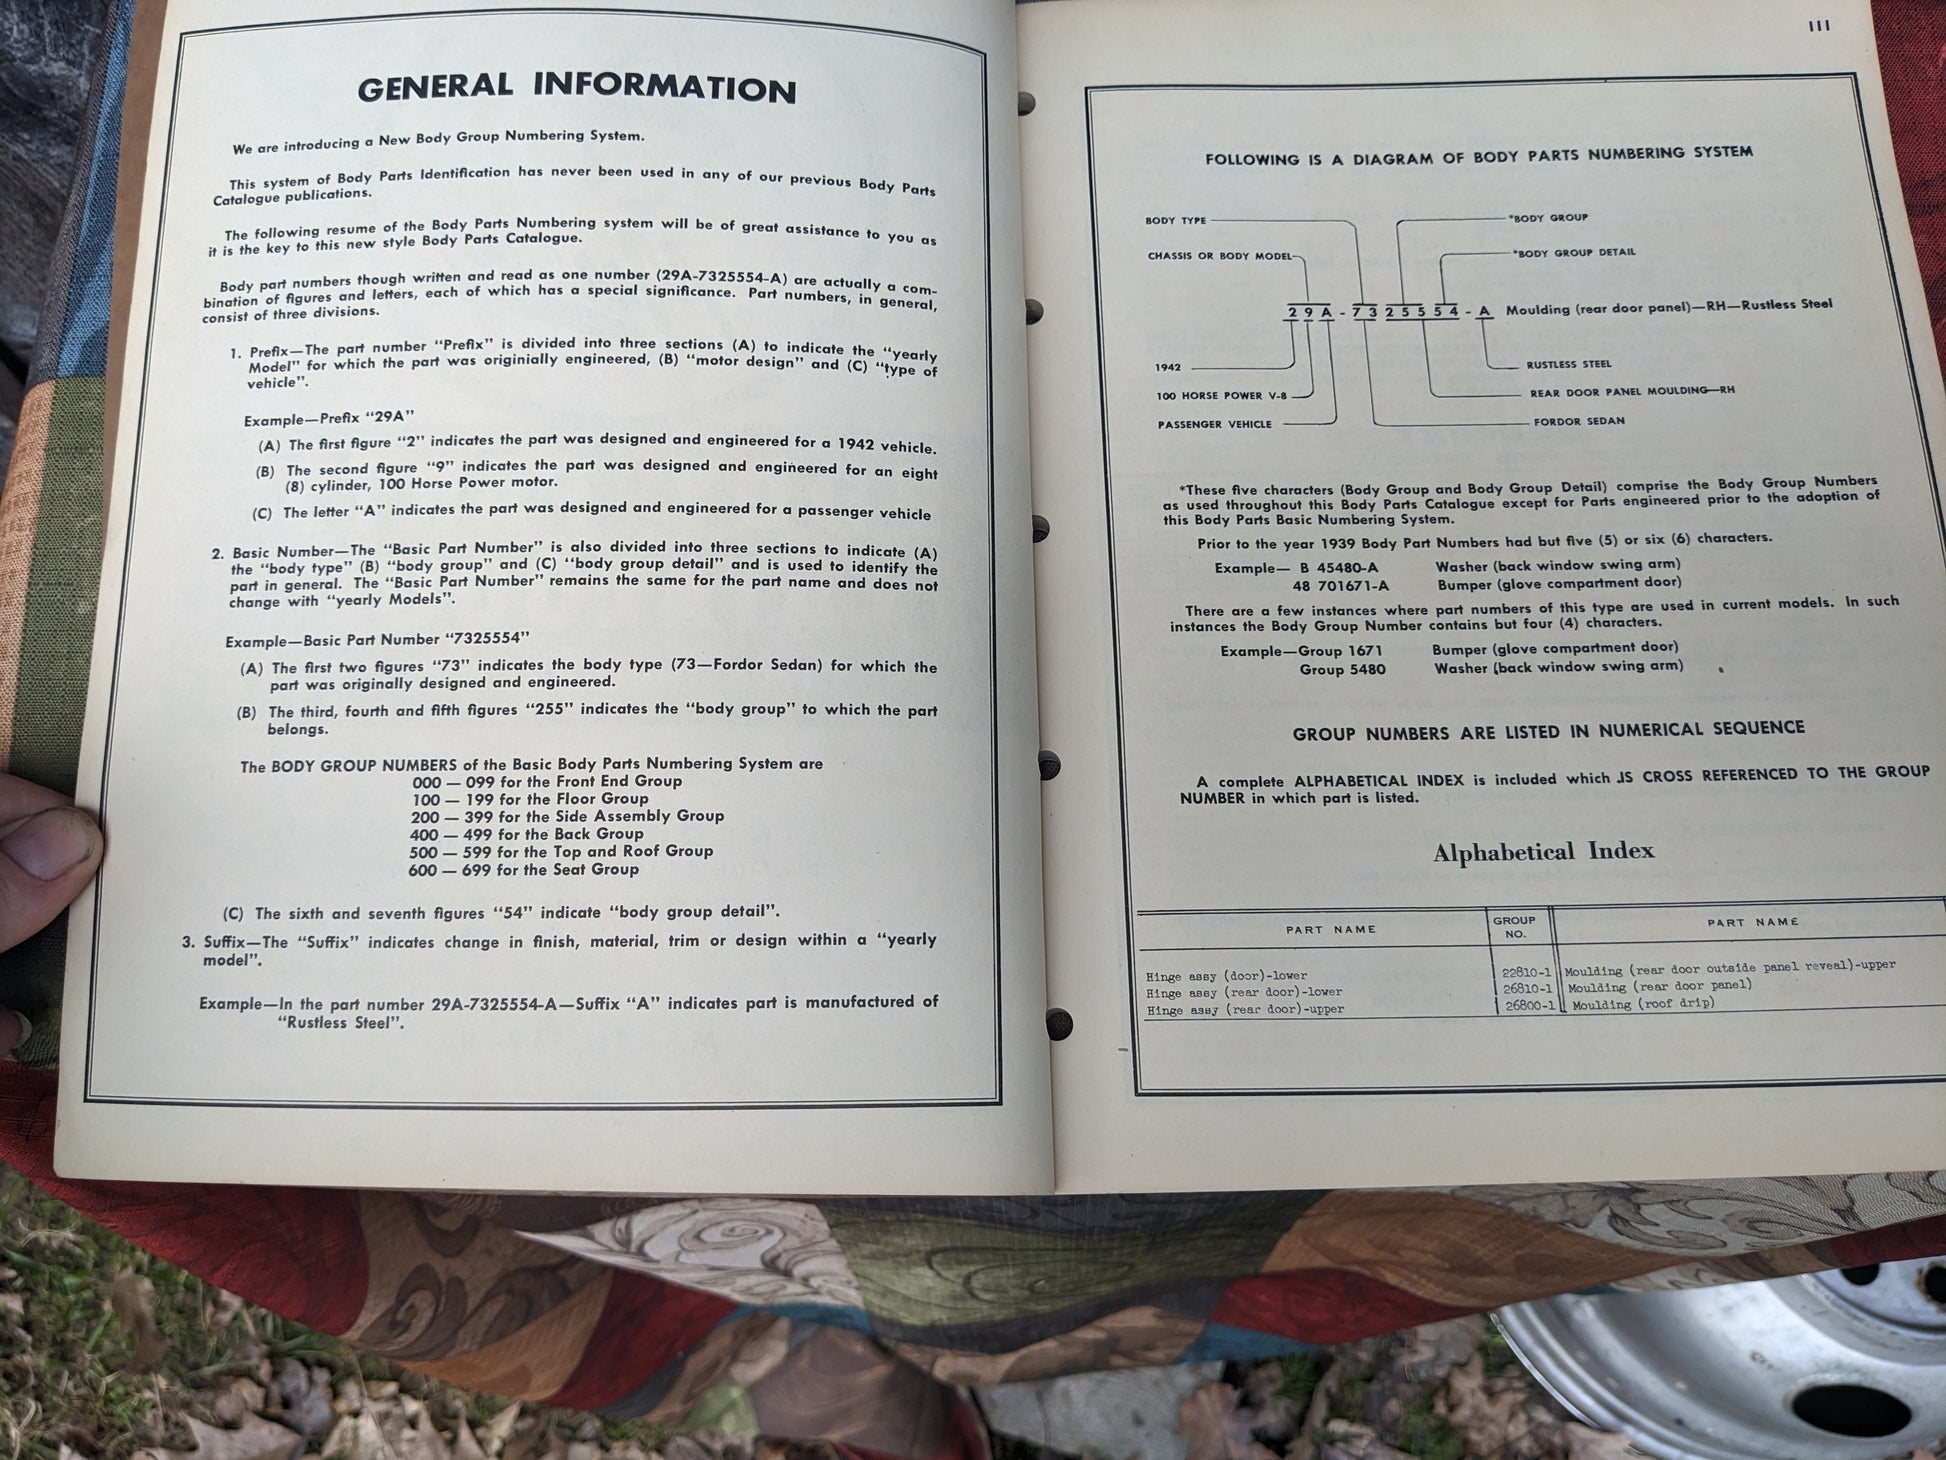 GENERAL INFORMATION
We are introducing a New Body Group Numbering System.
This system of Body Parts Identification has never been used in any of our previous Body Parts
Catalogue publications.
The following resume of the Body Parts Numbering system will be of great assistance to you as
it is the key to this new style Body Parts Catalogue.
Body part numbers though written and read as one number (29A-7325554-A) are actually a com-
bination of figures and letters, each of which has a special significance. Part numbers, in general,
consist of three divisions.
1. Prefix—The part number "Prefix" is divided into three sections (A) to indicate the "yearly
Model" for which the part was originially engineered, (B) "motor design" and (C) "type of
vehicle".
Example—Prefix "29A"
(A) The first figure "2" indicates the part was designed and engineered for a 1942 vehicle.
(B) The second figure "9" indicates the part was designed and engineered for an eight
(8) cylinder, 100 Horse Power motor.
(C) The letter "A" indicates the part was designed and engineered for a passenger vehicle
2. Basic Number—The "Basic Part Number" is also divided into three sections to indicate (A)
the "body type" (B) "body group" and (C) "body group detail" and is used to identify the
part in general. The "Basic Part Number" remains the same for the part name and does not
change with "yearly Models".
Example—Basic Part Number "7325554"
(A) The first two figures "73" indicates the body type (73—Fordor Sedan) for which the
part was originally designed and engineered.
(B) The third, fourth and fifth figures "255" indicates the "body group" to which the part
belongs.
The BODY GROUP NUMBERS of the Basic Body Parts Numbering System are
000 — 099 for the Front End Group
100 — 199 for the Floor Group
200 — 399 for the Side Assembly Group
400 — 499 for the Back Group
500 — 599 for the Top and Roof Group
600 — 699 for the Seat Group
(C) The sixth and seventh figures "54" indicate "body group detail".
3. Suffix—The "Suffix" indicates change in finish, material, trim or design within a "yearly
model".
Example—In the part number 29A-7325554-A—Suffix "A" indicates part is manufactured of
"Rustless Steel".
III
FOLLOWING IS A DIAGRAM OF BODY PARTS NUMBERING SYSTEM
BODY TYPE *BODY GROUP
CHASSIS OR BODY MODEL *BODY GROUP DETAIL
29A-7325554-A Moulding (rear door panel)—RH—Rustless Steel
1942 RUSTLESS STEEL
100 HORSE POWER V-8 REAR DOOR PANEL MOULDING—RH
PASSENGER VEHICLE FORDOR SEDAN
*These five characters (Body Group and Body Group Detail) comprise the Body Group Numbers
as used throughout this Body Parts Catalogue except for Parts engineered prior to the adoption of
this Body Parts Basic Numbering System.
Prior to the year 1939 Body Part Numbers had but five (5) or six (6) characters.
Example— B 45480-A Washer (back window swing arm)
48 701671-A Bumper (glove compartment door)
There are a few instances where part numbers of this type are used in current models. In such
instances the Body Group Number contains but four (4) characters.
Example—Group 1671 Bumper (glove compartment door)
Group 5480 Washer (back window swing arm)
GROUP NUMBERS ARE LISTED IN NUMERICAL SEQUENCE
A complete ALPHABETICAL INDEX is included which IS CROSS REFERENCED TO THE GROUP
NUMBER in which part is listed.
Alphabetical Index
PART NAME GROUP NO. PART NAME
Hinge assy (door)-lower 22810-1 Moulding (rear door outside panel reveal)-upper
Hinge assy (rear door)-lower 26810-1 Moulding (rear door panel)
Hinge assy (rear door)-upper 26800-1 Moulding (roof drip)